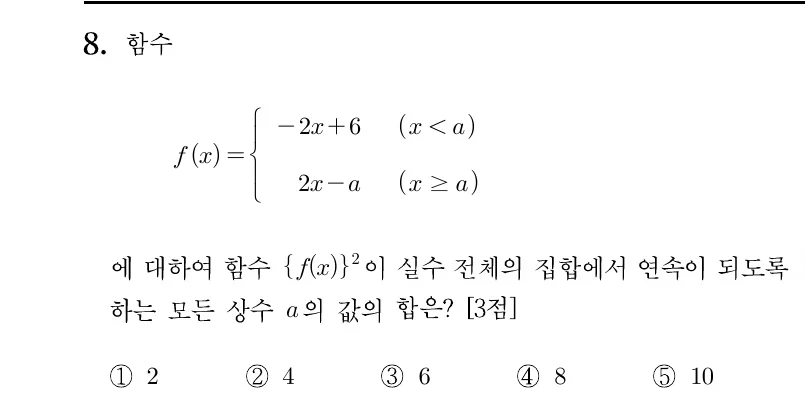 8. 함수
f(x)={ -2x+6 (x<a)
2x-a (x≥a)
에 대하여 함수 {f(x)}²이 실수 전체의 집합에서 연속이 되도록
하는 모든 상수 a의 값의 합은? [3점]
① 2 ② 4 ③ 6 ④ 8 ⑤ 10